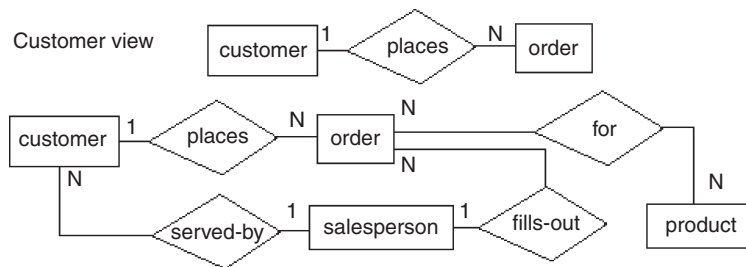 Customer view
customer 1 places N order
customer 1 places N order N for
N
N
N
served-by 1 salesperson 1 fills-out product